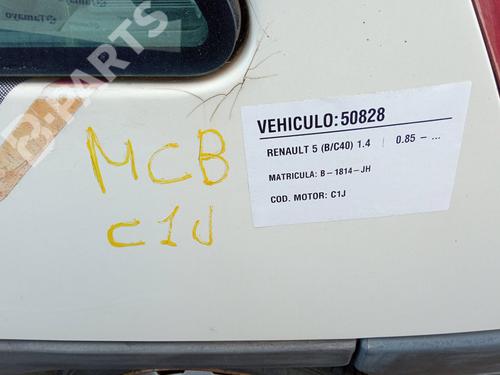 B-PARTS
MCB
C1J
VEHICULO:50828
RENAULT 5 (B/C40) 1.4 | 0.85 - ...
MATRICULA: B-1814-JH
COD. MOTOR: C1J